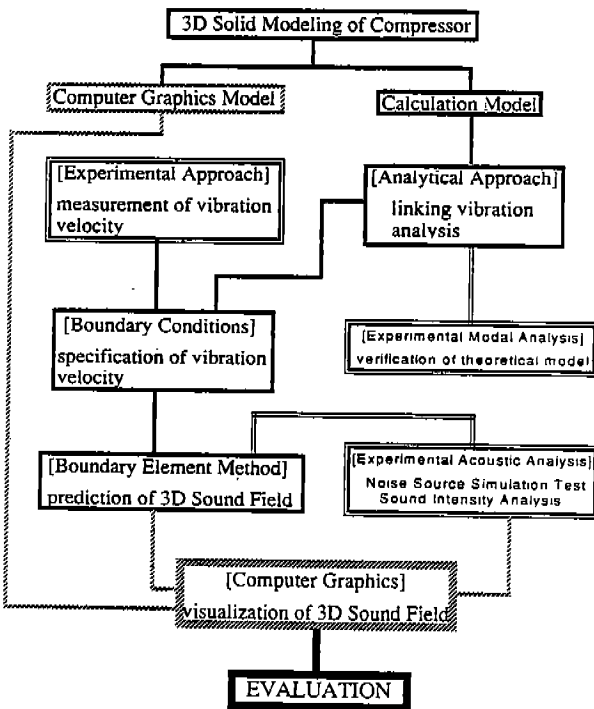 3D Solid Modeling of Compressor
Computer Graphics Model
Calculation Model
[Experimental Approach]
measurement of vibration
velocity
[Analytical Approach]
linking vibration
analysis
[Boundary Conditions]
specification of vibration
velocity
[Experimental Modal Analysis]
verification of theoretical model
[Boundary Element Method]
prediction of 3D Sound Field
[Experimental Acoustic Analysis]
Noise Source Simulation Test
Sound Intensity Analysis
[Computer Graphics]
visualization of 3D Sound Field
EVALUATION